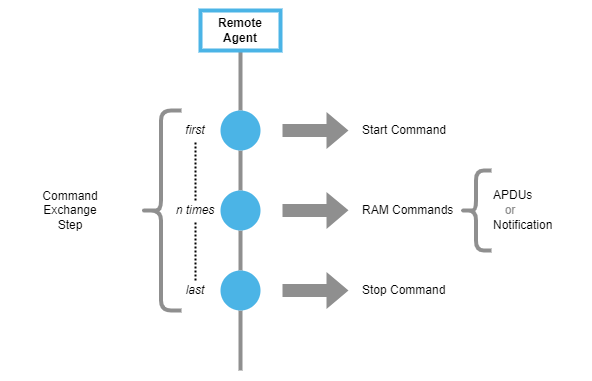 Remote
Agent
first
Start Command
Command
Exchange
Step
n times
RAM Commands
APDUs
or
Notification
last
Stop Command